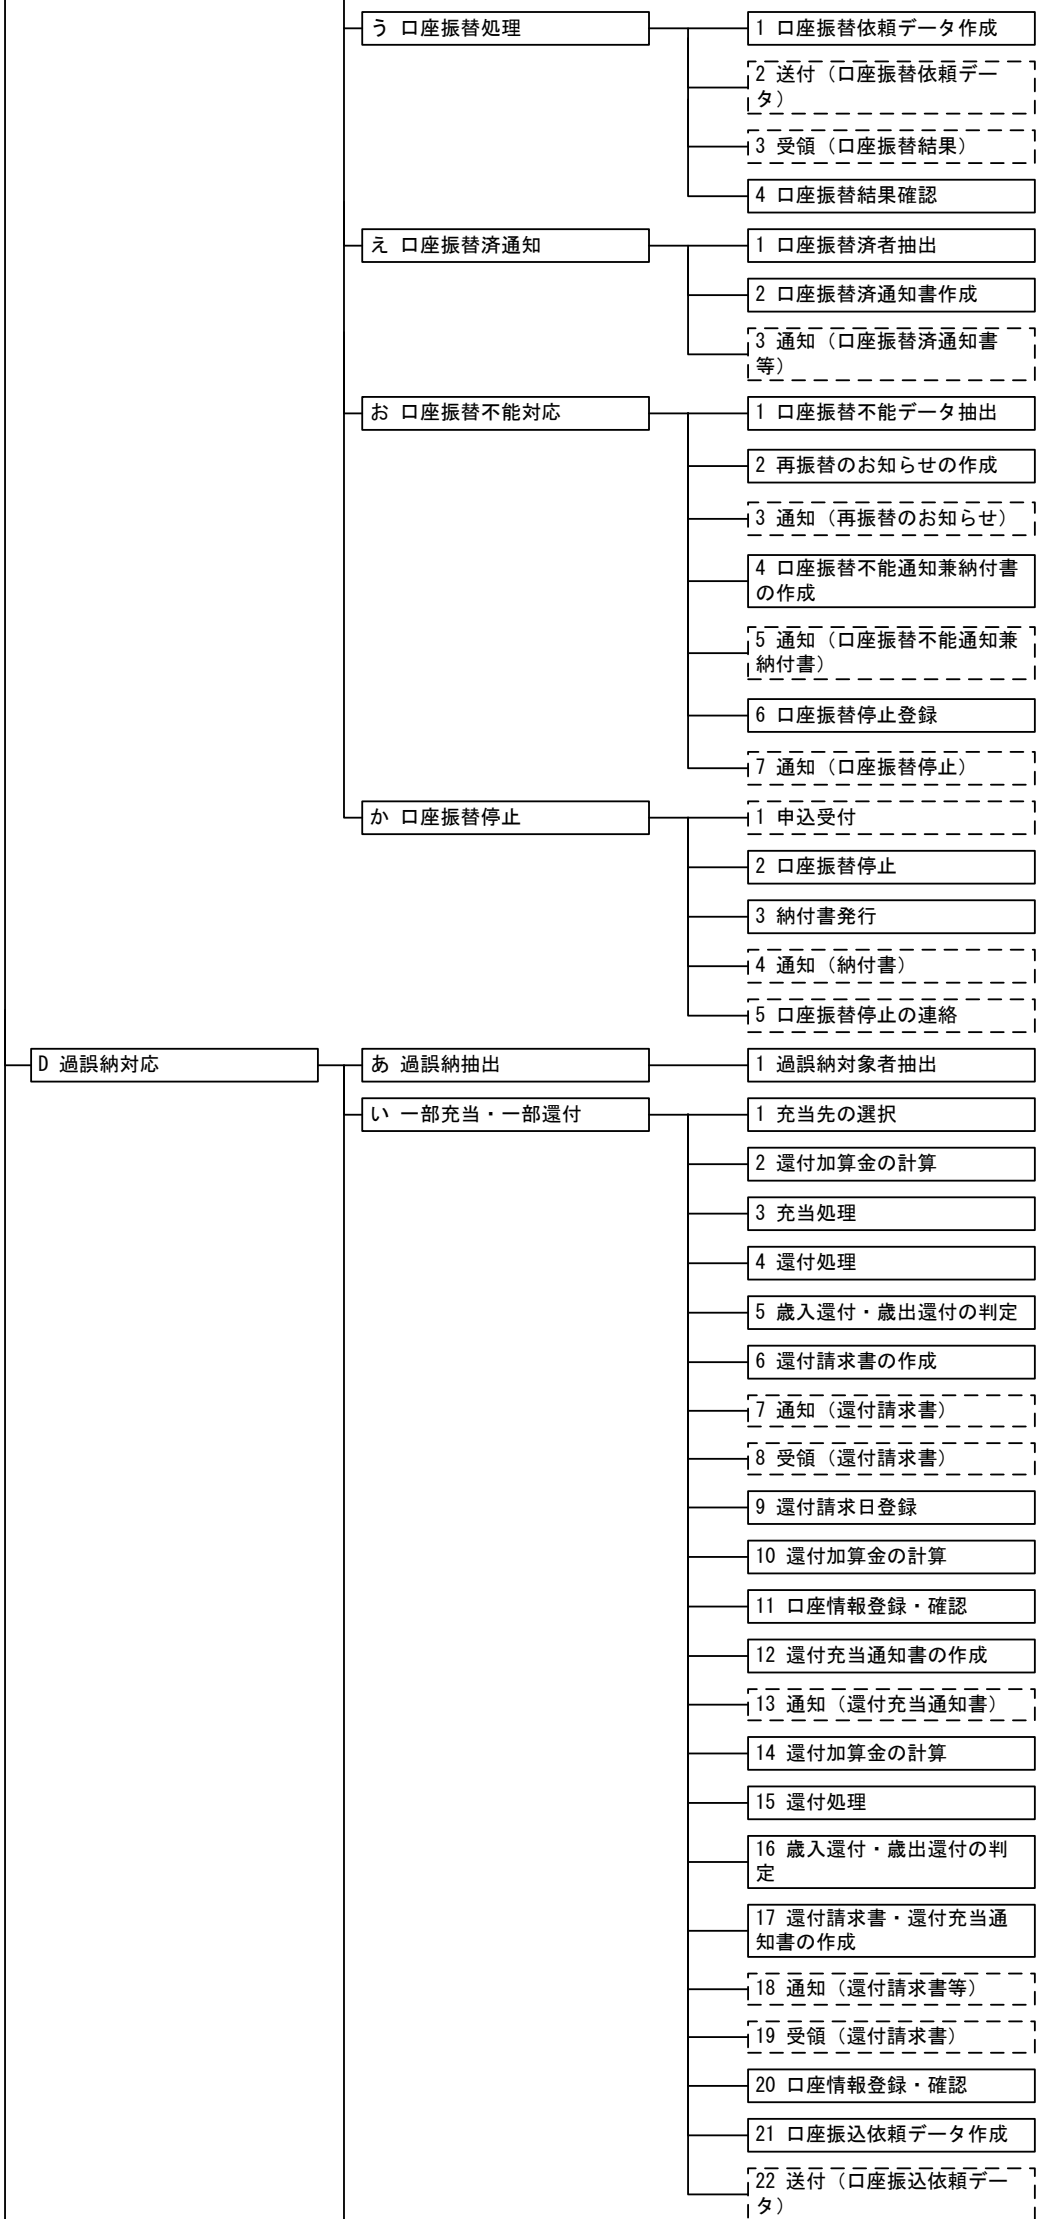 う 口座振替処理
1 口座振替依頼データ作成
2 送付（口座振替依頼デー
タ）
3 受領（口座振替結果）
4 口座振替結果確認
え 口座振替済通知
1 口座振替済者抽出
2 口座振替済通知書作成
3 通知（口座振替済通知書
等）
お 口座振替不能対応
1 口座振替不能データ抽出
2 再振替のお知らせの作成
3 通知（再振替のお知らせ）
4 口座振替不能通知兼納付書
の作成
5 通知（口座振替不能通知兼
納付書）
6 口座振替停止登録
7 通知（口座振替停止）
か 口座振替停止
1 申込受付
2 口座振替停止
3 納付書発行
4 通知（納付書）
5 口座振替停止の連絡
D 過誤納対応
あ 過誤納抽出
1 過誤納対象者抽出
い 一部充当・一部還付
1 充当先の選択
2 還付加算金の計算
3 充当処理
4 還付処理
5 歳入還付・歳出還付の判定
6 還付請求書の作成
7 通知（還付請求書）
8 受領（還付請求書）
9 還付請求日登録
10 還付加算金の計算
11 口座情報登録・確認
12 還付充当通知書の作成
13 通知（還付充当通知書）
14 還付加算金の計算
15 還付処理
16 歳入還付・歳出還付の判
定
17 還付請求書・還付充当通
知書の作成
18 通知（還付請求書等）
19 受領（還付請求書）
20 口座情報登録・確認
21 口座振込依頼データ作成
22 送付（口座振込依頼デー
タ）